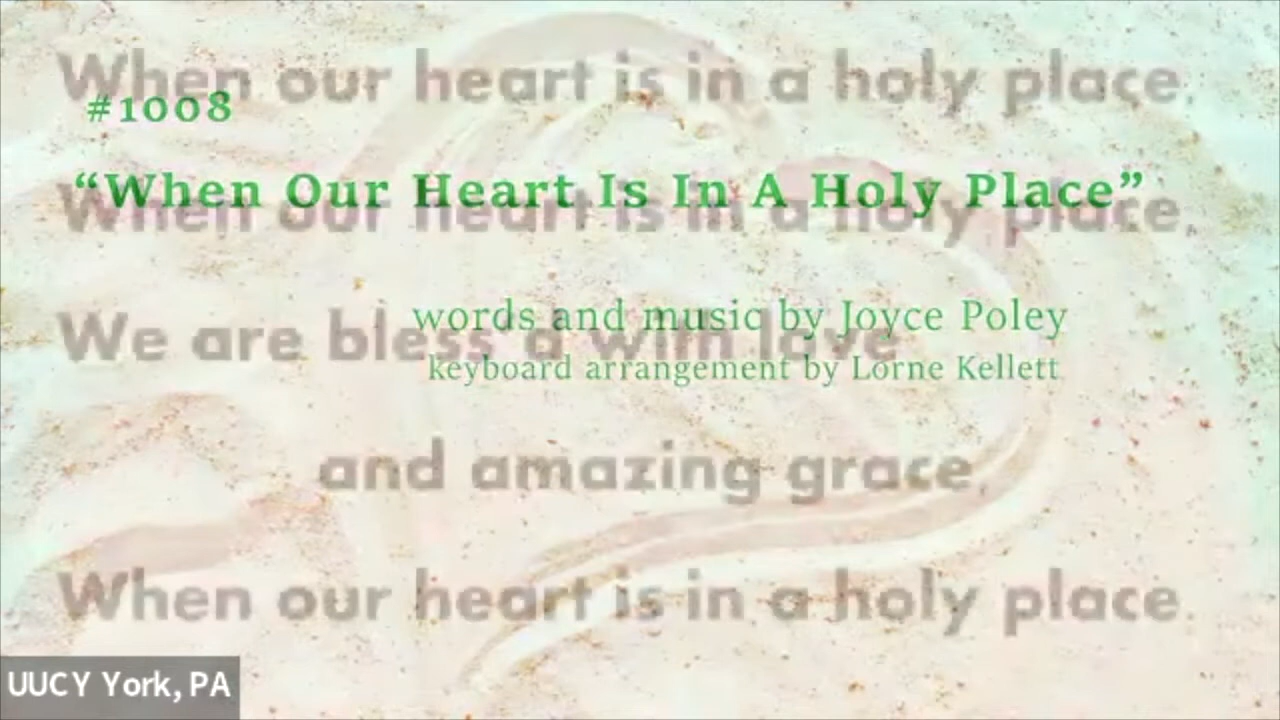 When our heart is in a holy place,
#1008
“When Our Heart Is In A Holy Place”
When our heart is in a holy place,
words and music by Joyce Poley
We are bless'd with love
keyboard arrangement by Lorne Kellett
and amazing grace,
When our heart is in a holy place.
UUCY York, PA